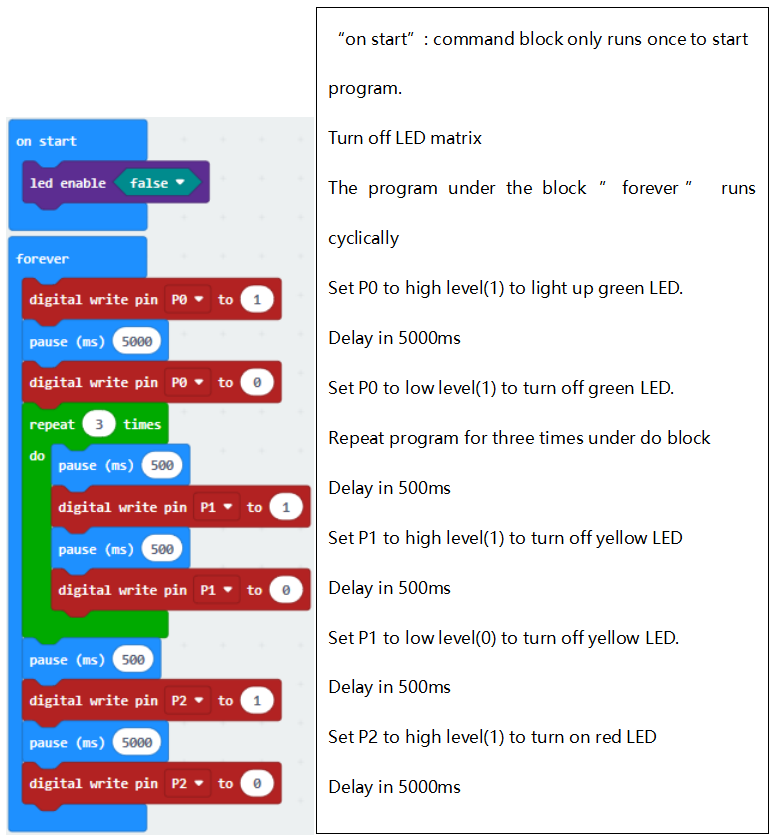 on start
led enable false
forever
digital write pin P0 to 1
pause (ms) 5000
digital write pin P0 to 0
repeat 3 times
do
pause (ms) 500
digital write pin P1 to 1
pause (ms) 500
digital write pin P1 to 0
pause (ms) 500
digital write pin P2 to 1
pause (ms) 5000
digital write pin P2 to 0
“on start”: command block only runs once to start
program.
Turn off LED matrix
The program under the block ” forever ” runs
cyclically
Set P0 to high level(1) to light up green LED.
Delay in 5000ms
Set P0 to low level(1) to turn off green LED.
Repeat program for three times under do block
Delay in 500ms
Set P1 to high level(1) to turn off yellow LED
Delay in 500ms
Set P1 to low level(0) to turn off yellow LED.
Delay in 500ms
Set P2 to high level(1) to turn on red LED
Delay in 5000ms